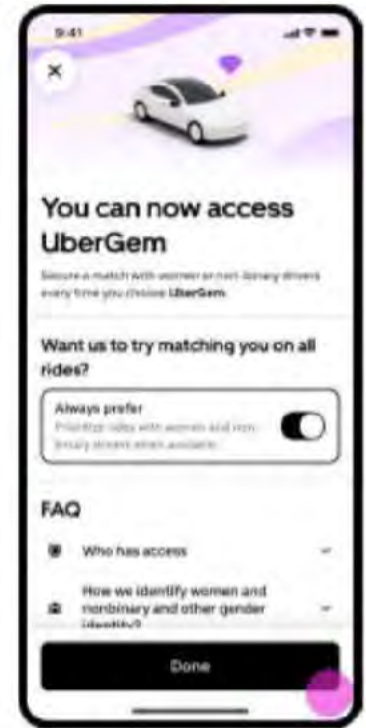 9:41
You can now access
UberGem
Secure a match with women or non-binary drivers
every time you choose UberGem.
Want us to try matching you on all
rides?
Always prefer
Prioritize rides with women and non-
binary drivers when available.
FAQ
Who has access
How we identify women and
nonbinary and other gender
identity?
Done